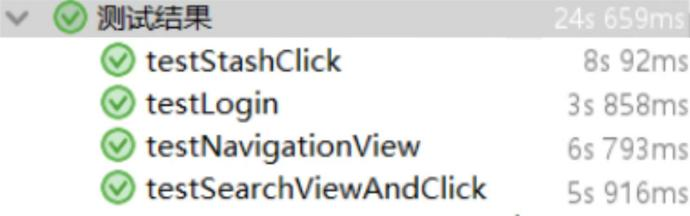 测试结果 24s 659ms
testStashClick 8s 92ms
testLogin 3s 858ms
testNavigationView 6s 793ms
testSearchViewAndClick 5s 916ms